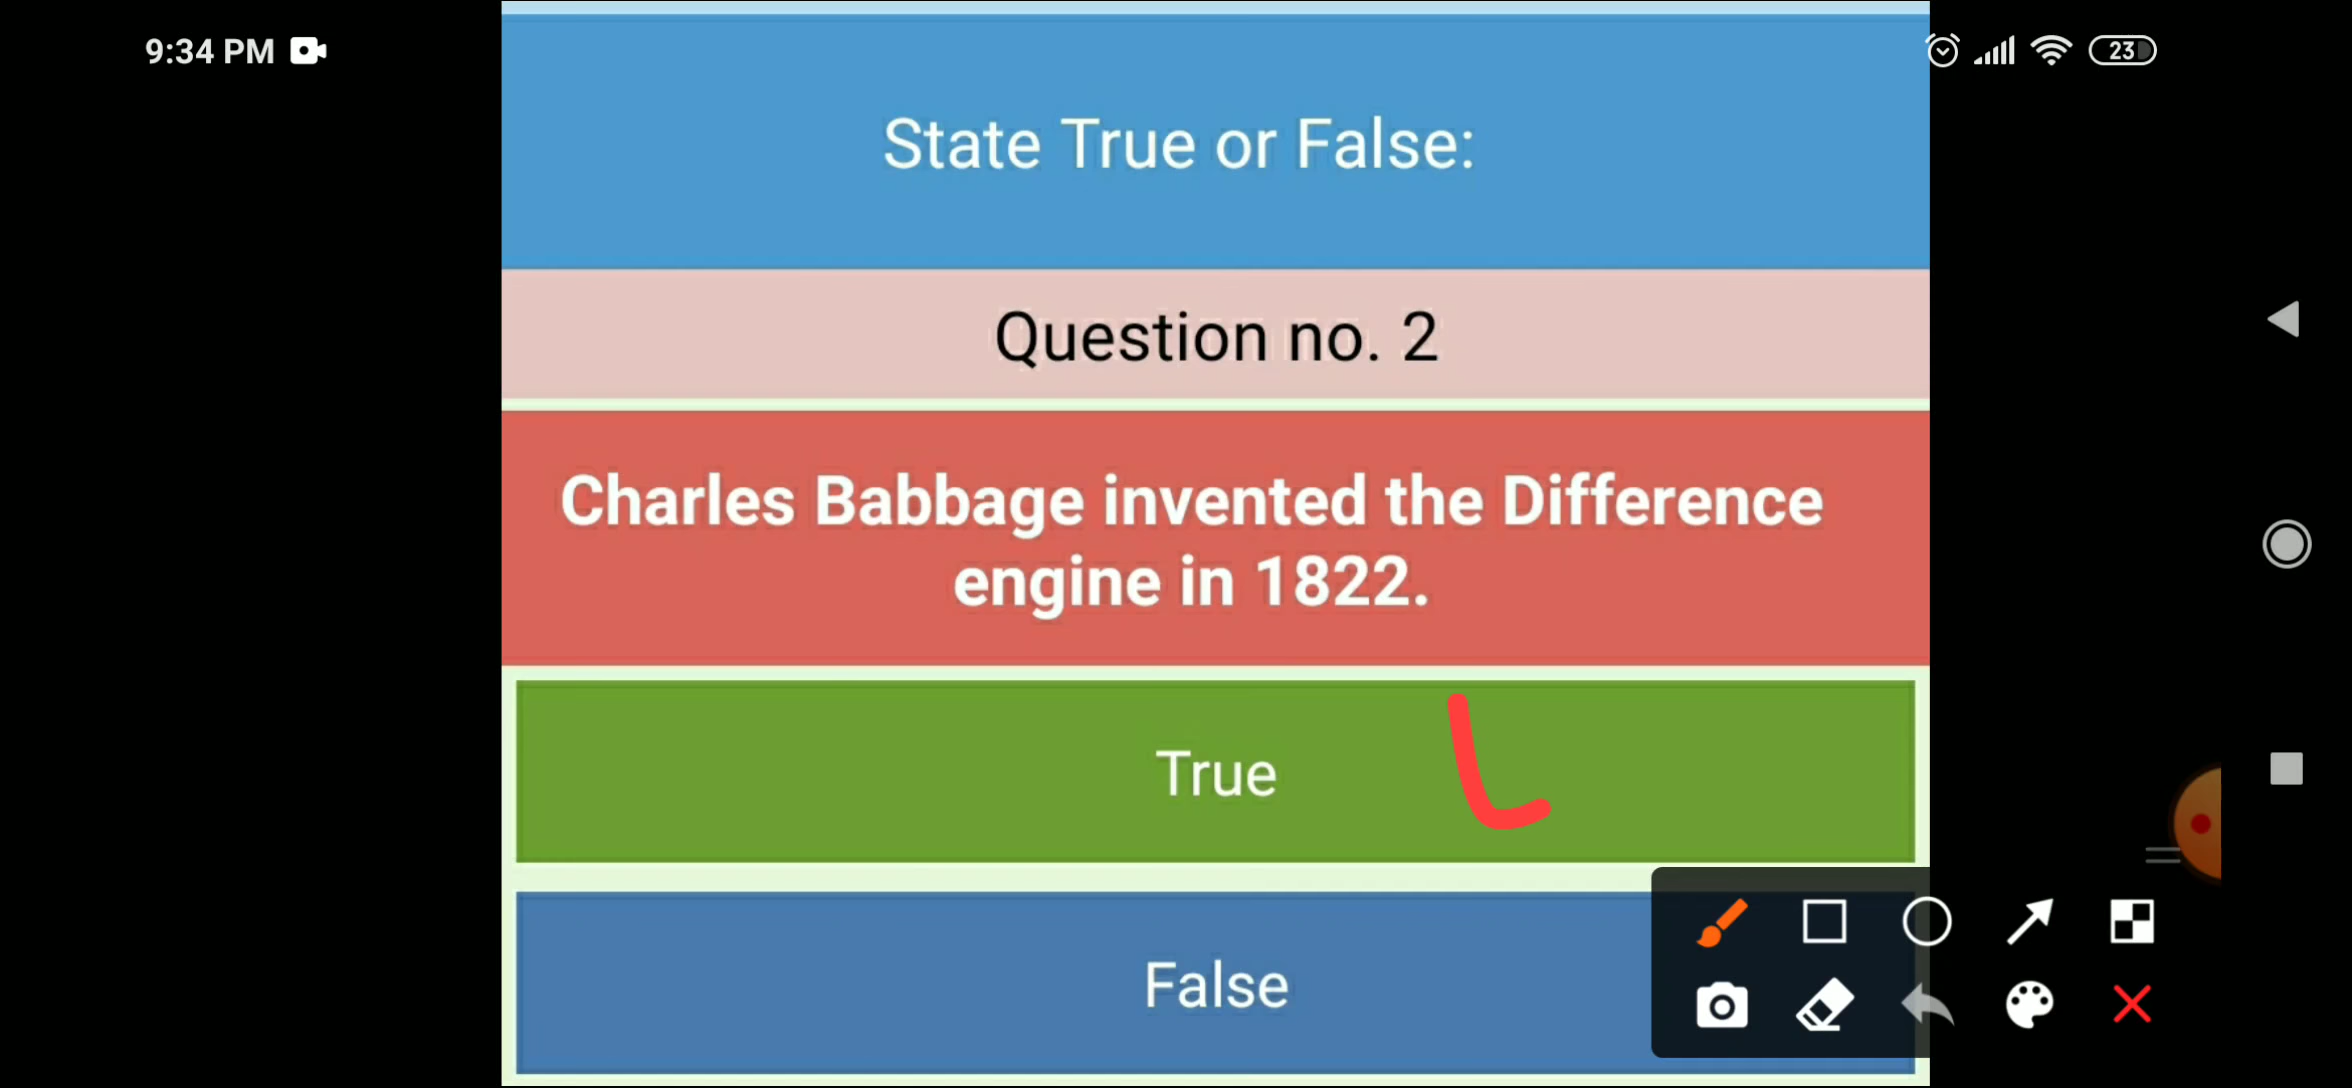 9:34 PM
23
State True or False:
Question no. 2
Charles Babbage invented the Difference
engine in 1822.
True
False